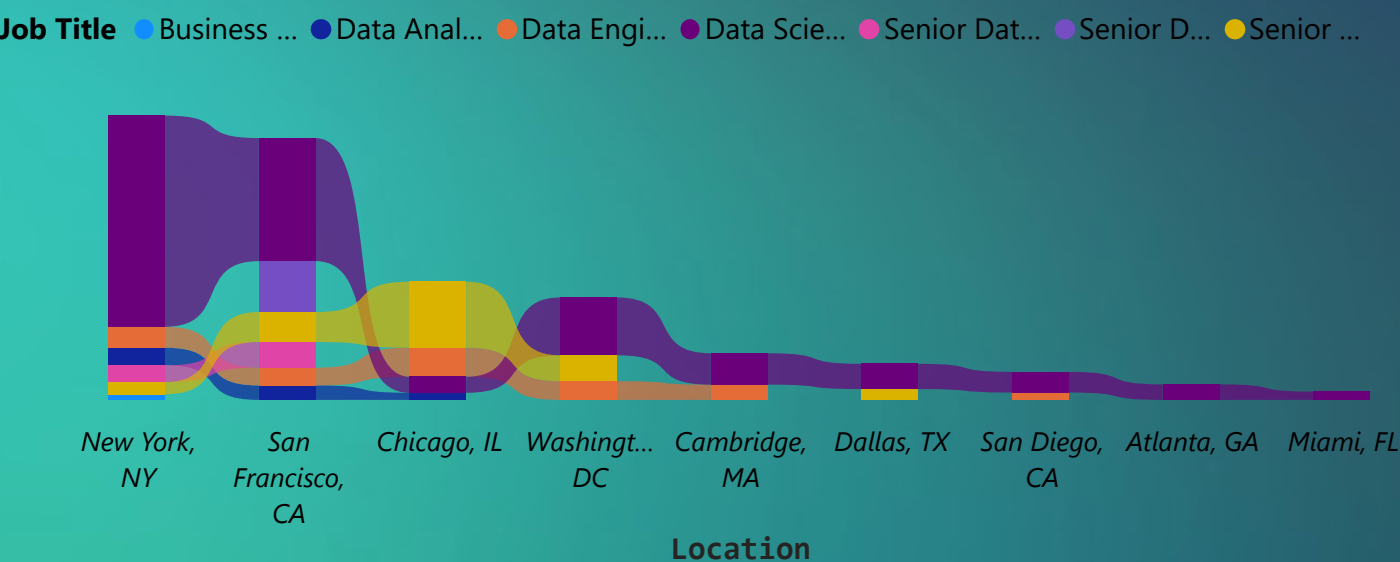 Job Title Business ... Data Anal... Data Engi... Data Scie... Senior Dat... Senior D... Senior ...
New York, NY
San Francisco, CA
Chicago, IL
Washingt... DC
Cambridge, MA
Dallas, TX
San Diego, CA
Atlanta, GA
Miami, FL
Location